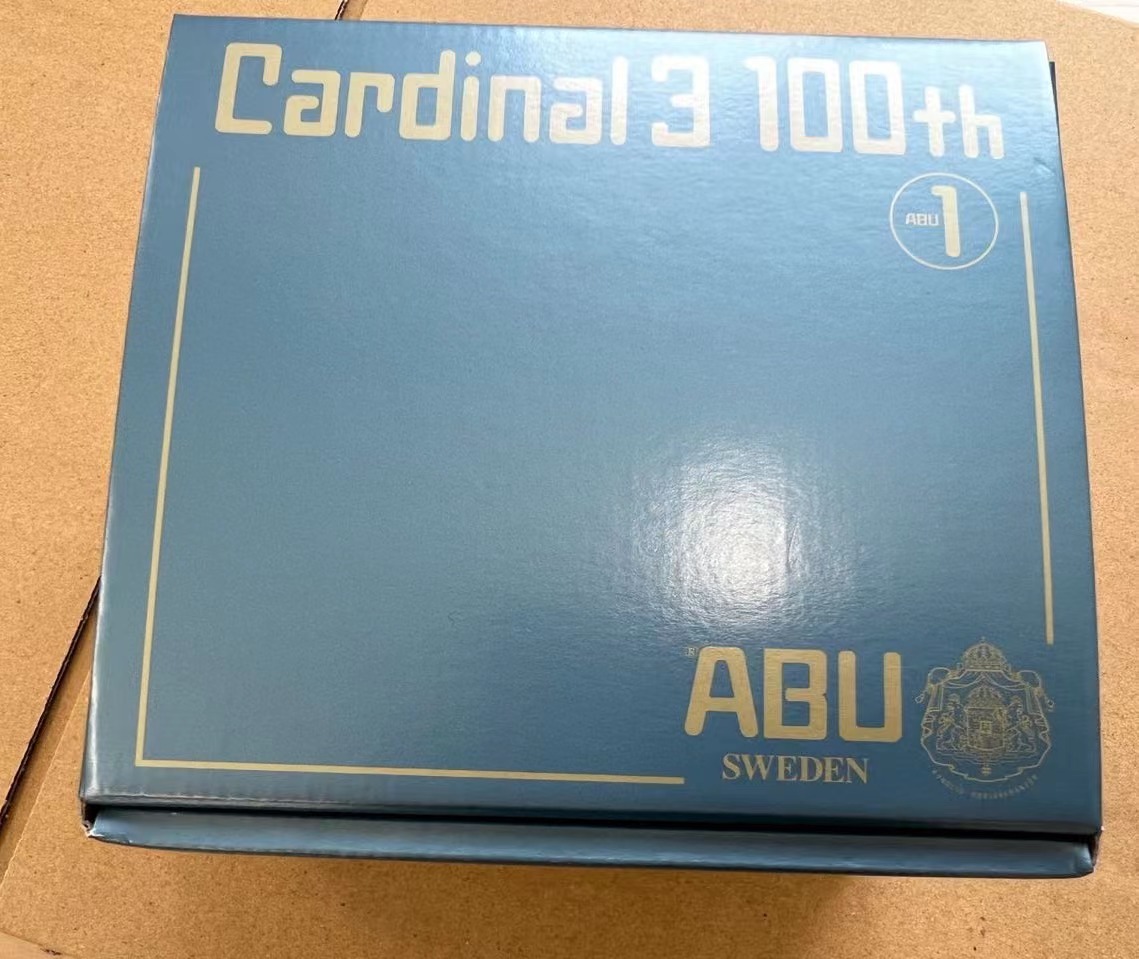 Cardinal 3 100th
ABU 1
® ABU
SWEDEN